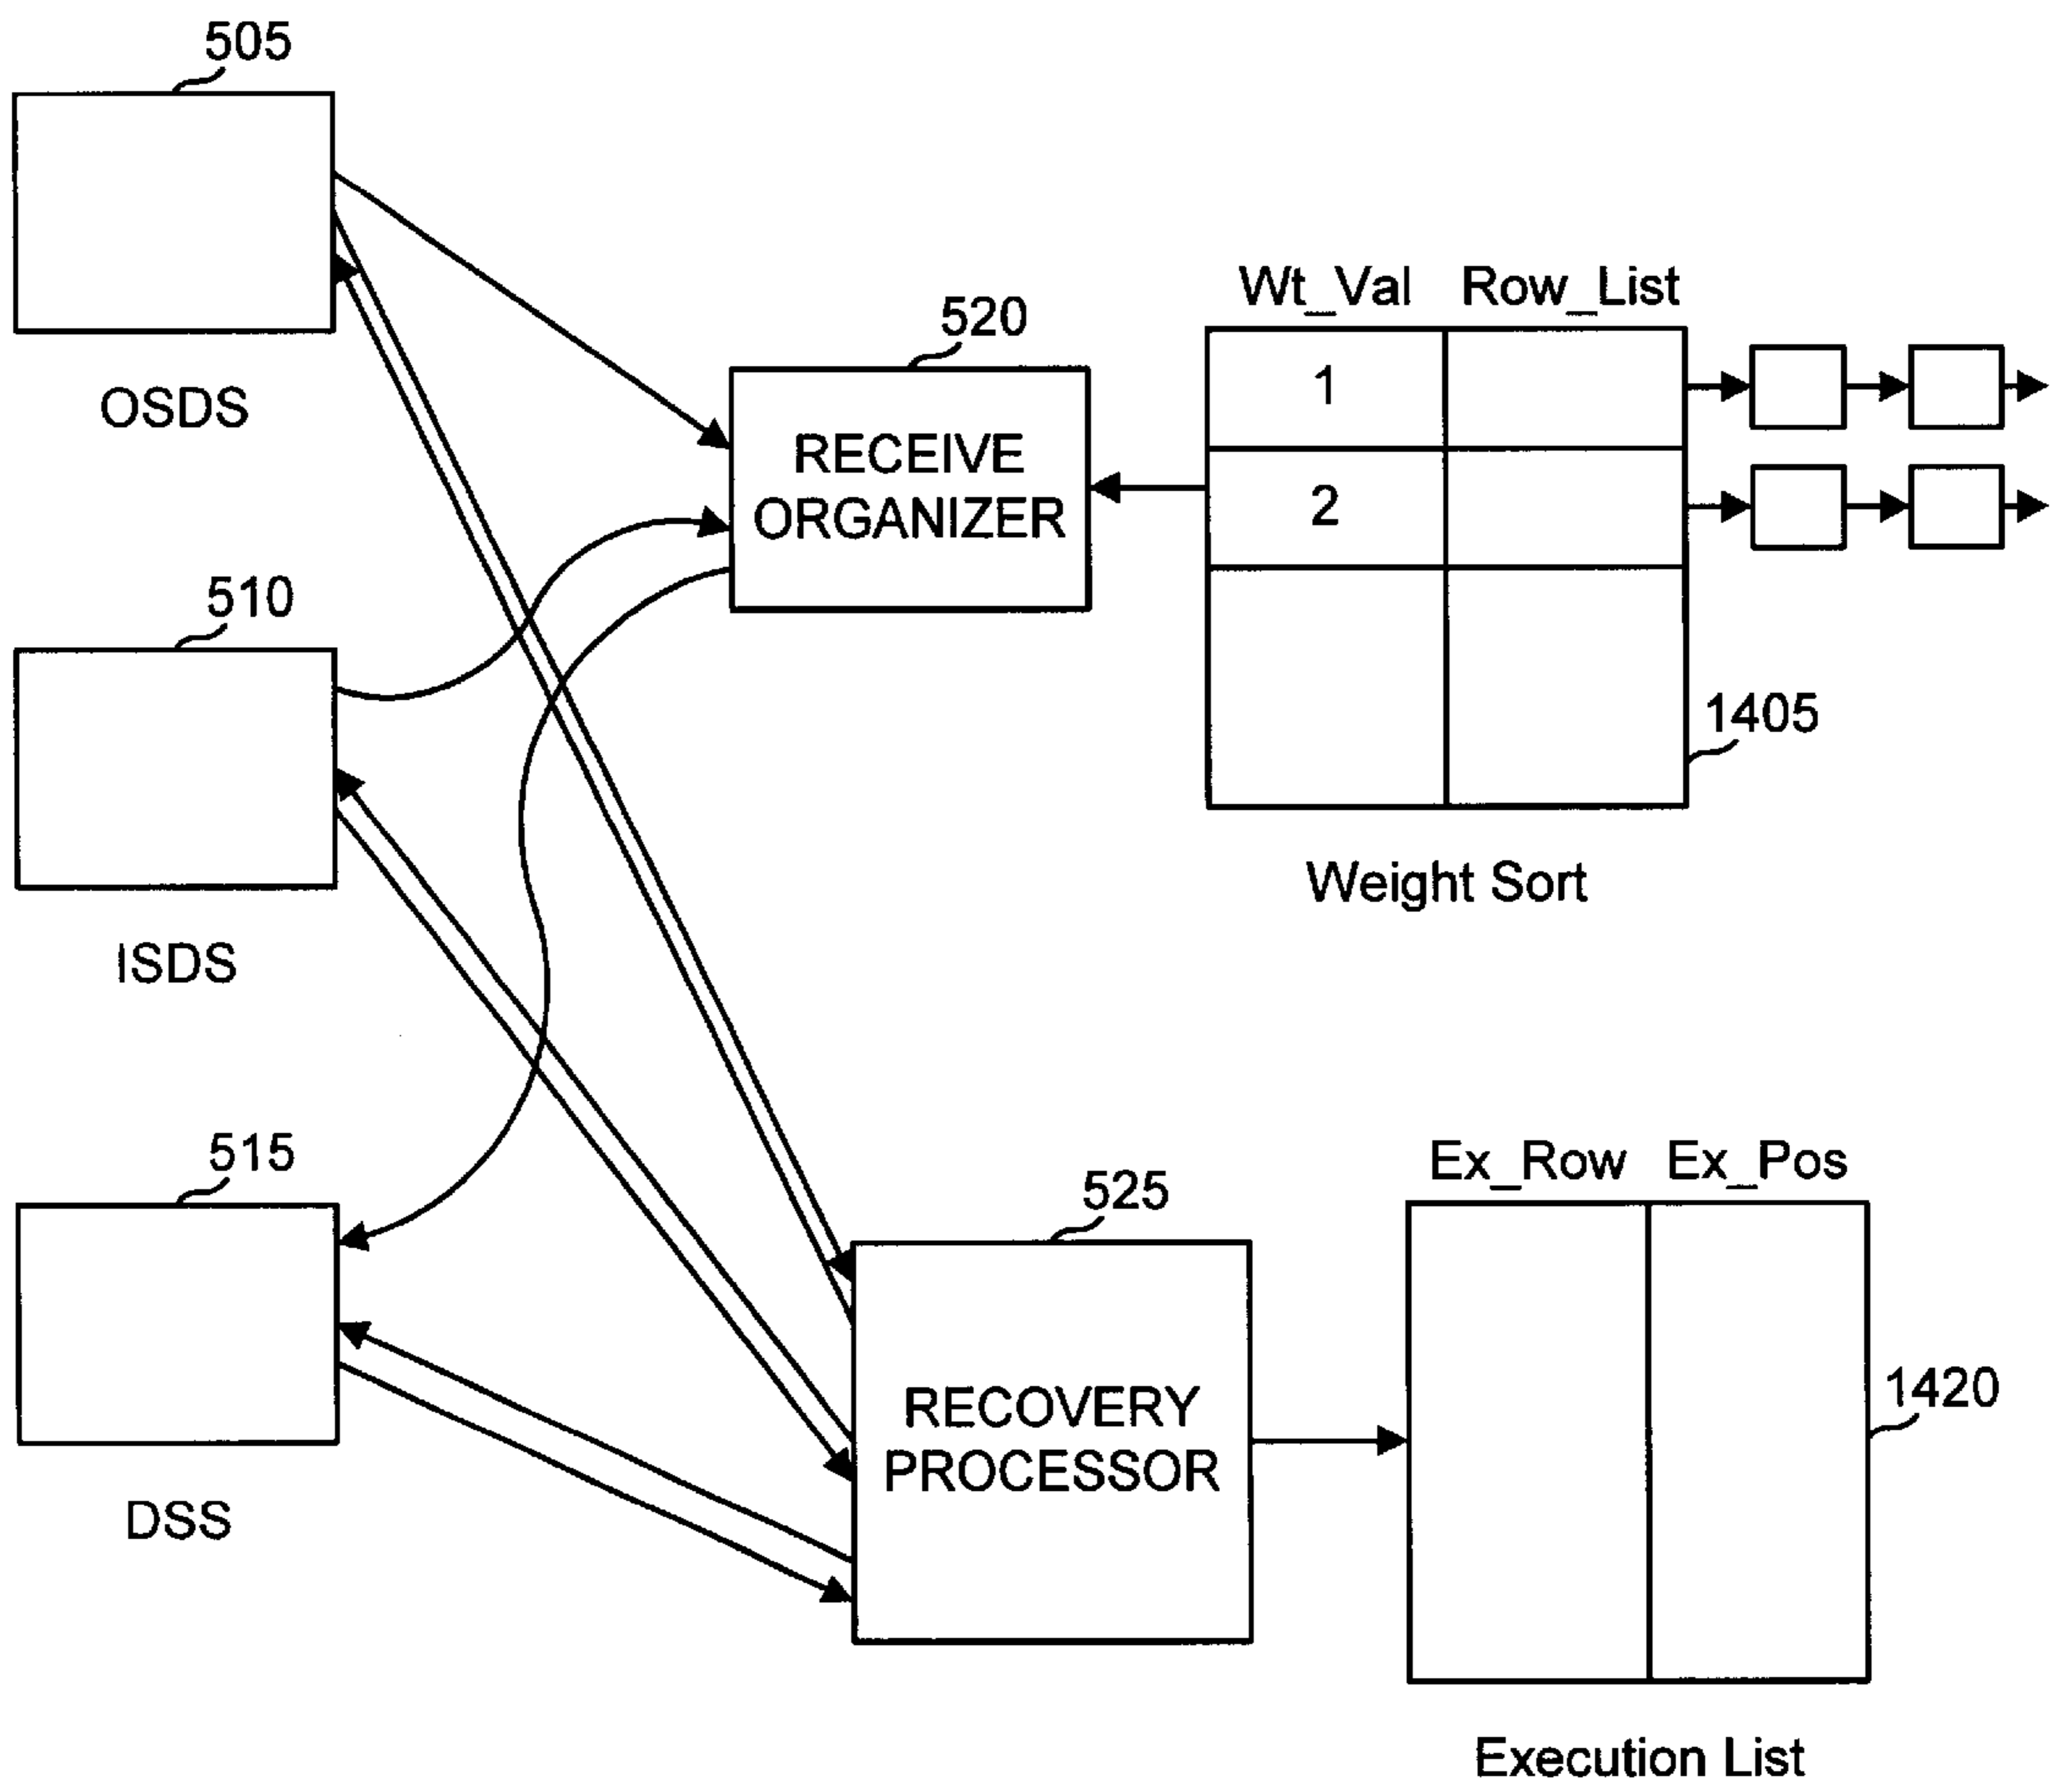 505
OSDS
520
RECEIVE
ORGANIZER
Wt_Val Row_List
1
2
1405
Weight Sort
510
ISDS
515
DSS
525
RECOVERY
PROCESSOR
Ex_Row Ex_Pos
1420
Execution List